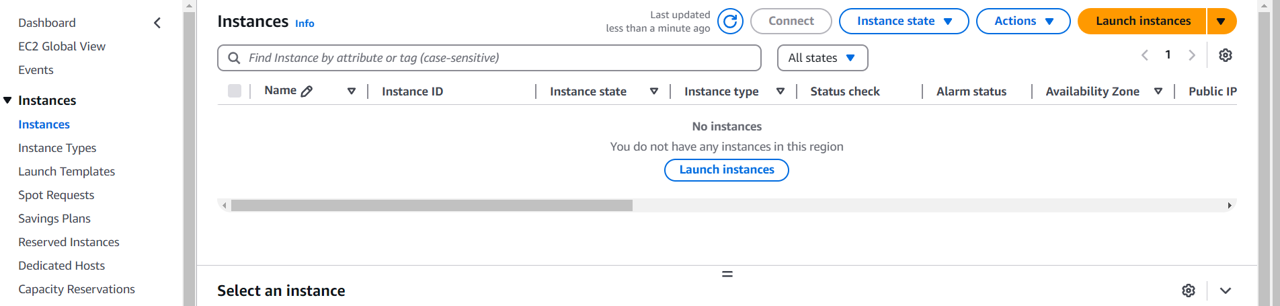 Dashboard
EC2 Global View
Events
Instances
Instances
Instance Types
Launch Templates
Spot Requests
Savings Plans
Reserved Instances
Dedicated Hosts
Capacity Reservations
Instances Info
Last updated
less than a minute ago
Connect
Instance state
Actions
Launch instances
Find Instance by attribute or tag (case-sensitive)
All states
1
Name Instance ID Instance state Instance type Status check Alarm status Availability Zone Public IP
No instances
You do not have any instances in this region
Launch instances
Select an instance